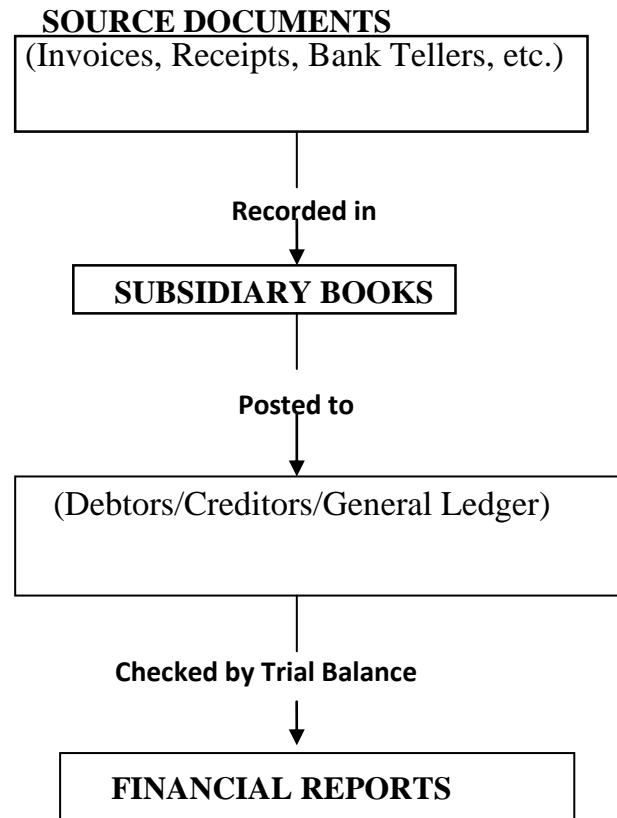 SOURCE DOCUMENTS
(Invoices, Receipts, Bank Tellers, etc.)
Recorded in
SUBSIDIARY BOOKS
Posted to
(Debtors/Creditors/General Ledger)
Checked by Trial Balance
FINANCIAL REPORTS